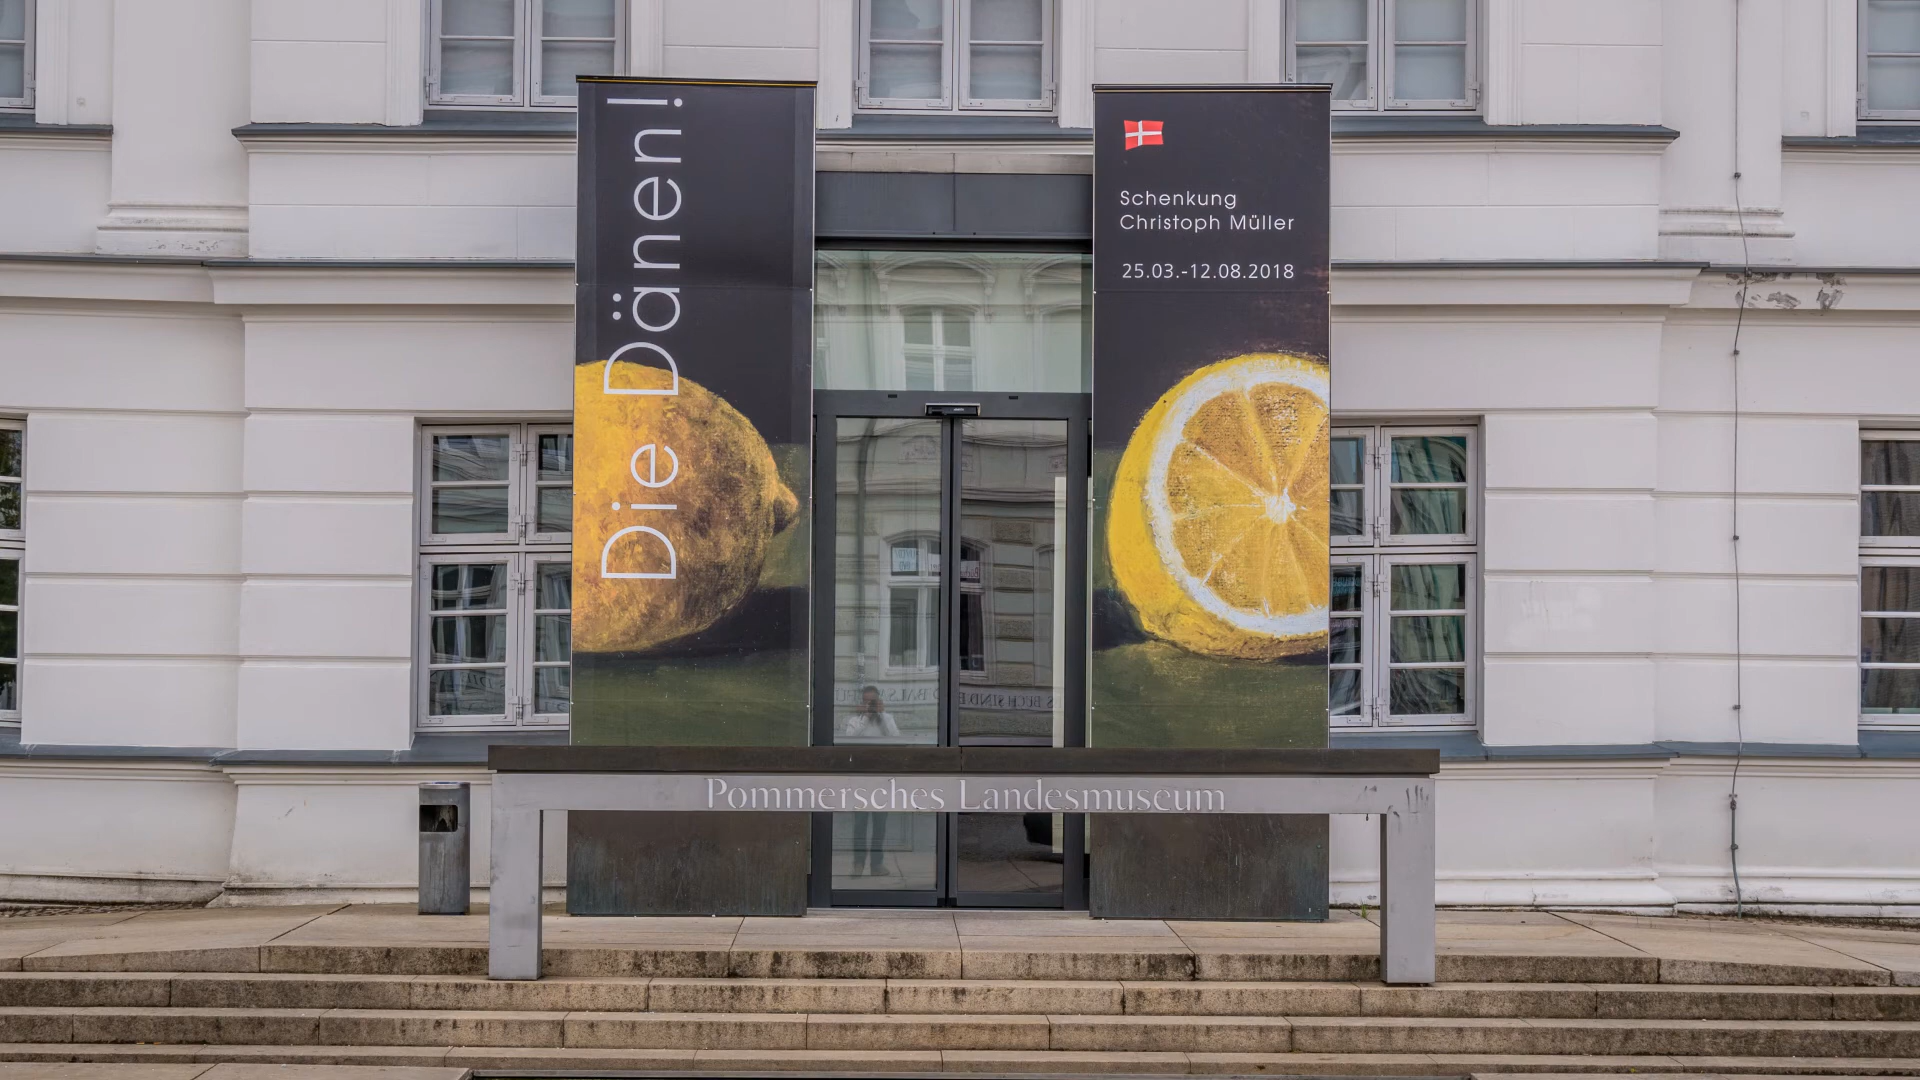 Die Dänen!
Schenkung
Christoph Müller
25.03.-12.08.2018
Pommersches Landesmuseum